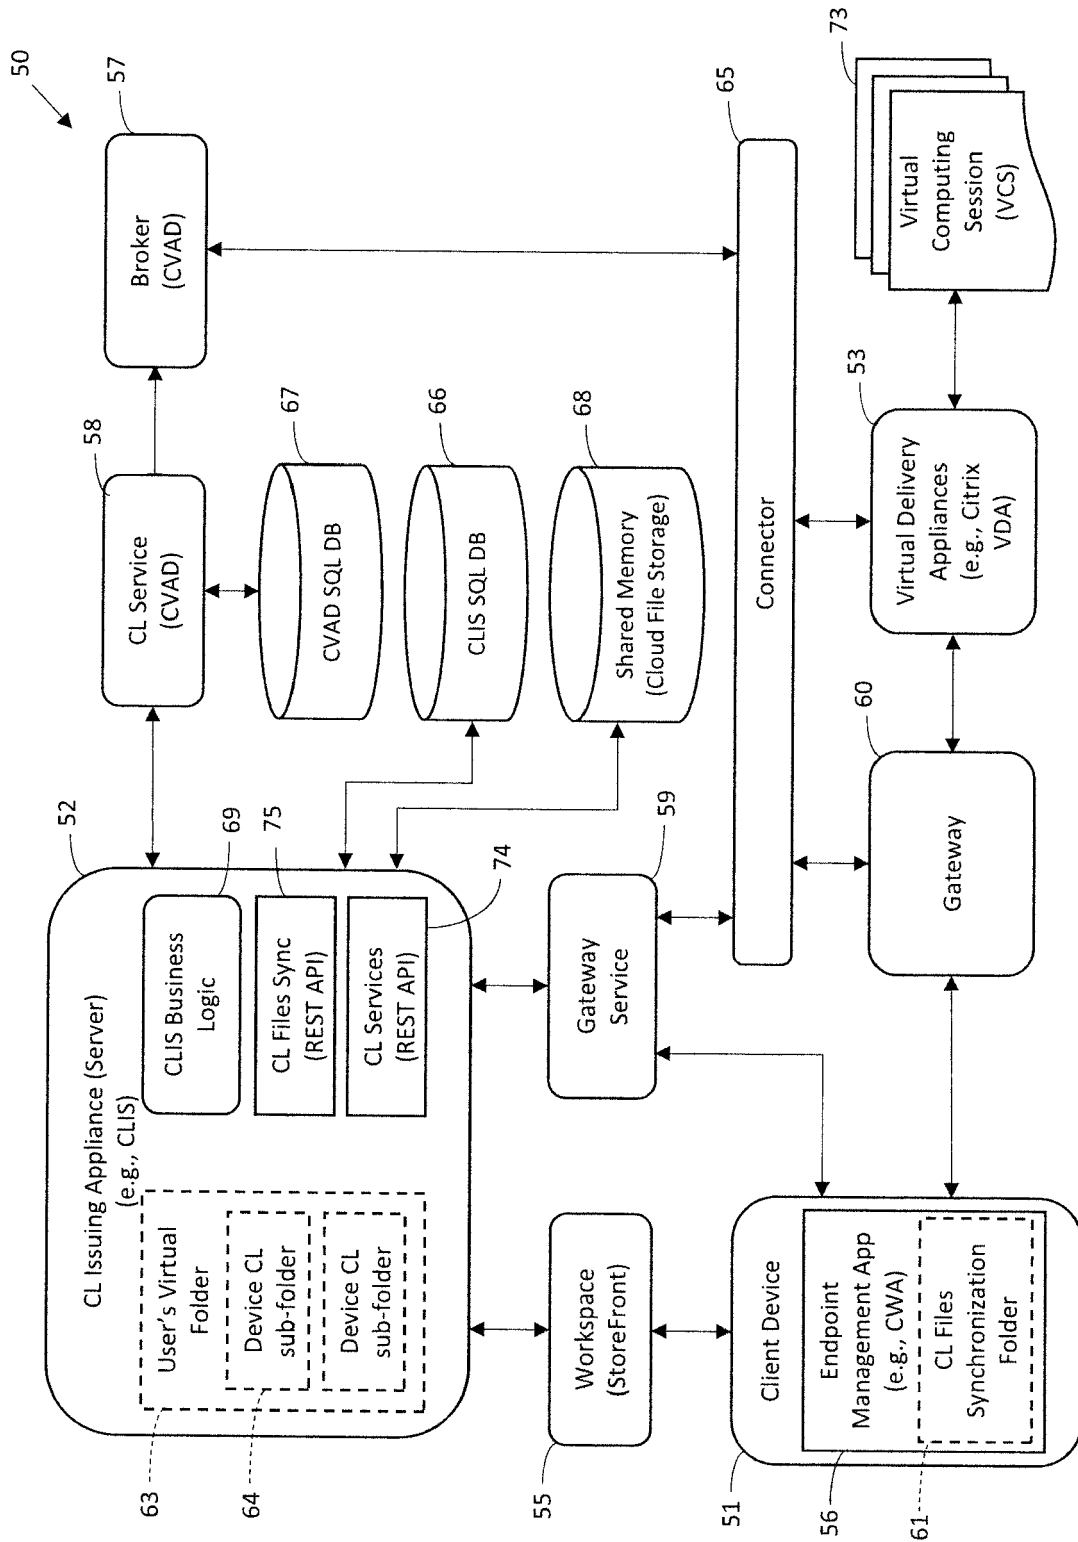 50
CL Issuing Appliance (Server)
(e.g., CLIS)
52
63
User's Virtual
Folder
64
Device CL
sub-folder
Device CL
sub-folder
CLIS Business
Logic
69
CL Files Sync
(REST API)
75
CL Services
(REST API)
74
CL Service
(CVAD)
58
Broker
(CVAD)
57
CVAD SQL DB
67
CLIS SQL DB
66
Shared Memory
(Cloud File Storage)
68
Workspace
(StoreFront)
55
Gateway
Service
59
Connector
65
Client Device
51
Endpoint
Management App
(e.g., CWA)
56
CL Files
Synchronization
Folder
61
Gateway
60
Virtual Delivery
Appliances
(e.g., Citrix
VDA)
53
Virtual
Computing
Session
(VCS)
73